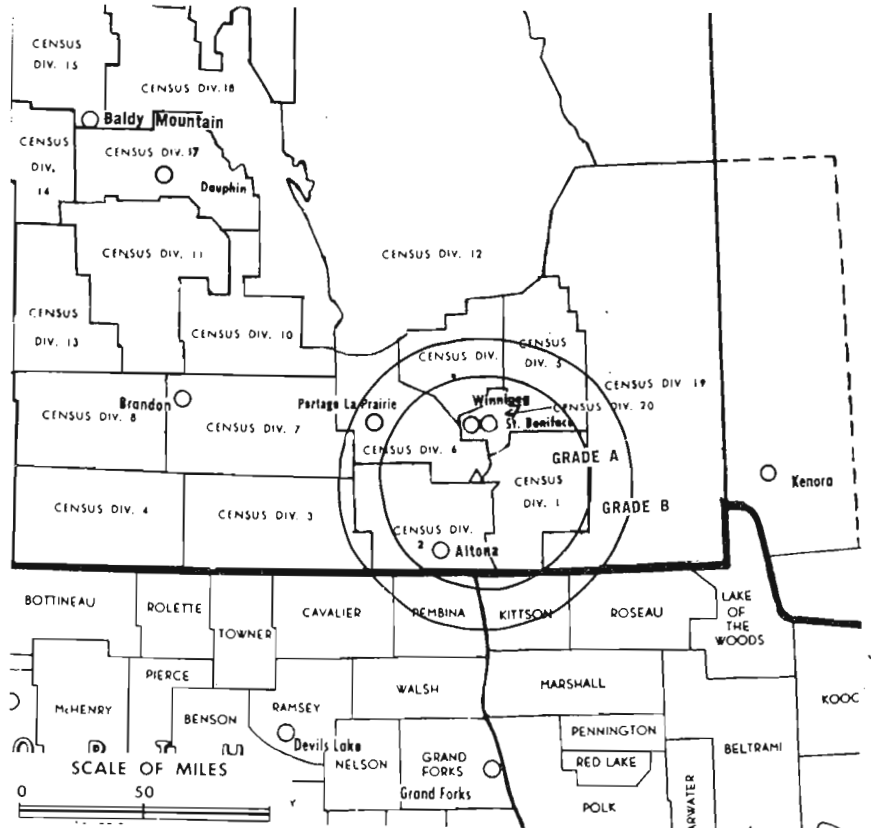 CENSUS
DIV. 15
CENSUS DIV. 18
Baldy Mountain
CENSUS
DIV.
14
CENSUS DIV. 17
Dauphin
CENSUS DIV. 11
CENSUS DIV. 12
CENSUS
DIV. 13
CENSUS DIV. 10
CENSUS DIV.
9
CENSUS
DIV. 5
CENSUS DIV. 19
CENSUS DIV. 20
Brandon
CENSUS DIV. 8
CENSUS DIV. 7
Portage La Prairie
Winnipeg
St. Boniface
CENSUS DIV. 6
GRADE A
CENSUS
DIV. 1
GRADE B
Kenora
CENSUS DIV. 4
CENSUS DIV. 3
CENSUS DIV.
2
Altona
BOTTINEAU
ROLETTE
TOWNER
CAVALIER
PEMBINA
KITTSON
ROSEAU
LAKE
OF
THE
WOODS
PIERCE
McHENRY
BENSON
RAMSEY
WALSH
MARSHALL
KOOC
Devils Lake
NELSON
GRAND
FORKS
Grand Forks
PENNINGTON
RED LAKE
POLK
BELTRAMI
ARWATER
SCALE OF MILES
0 50
Y